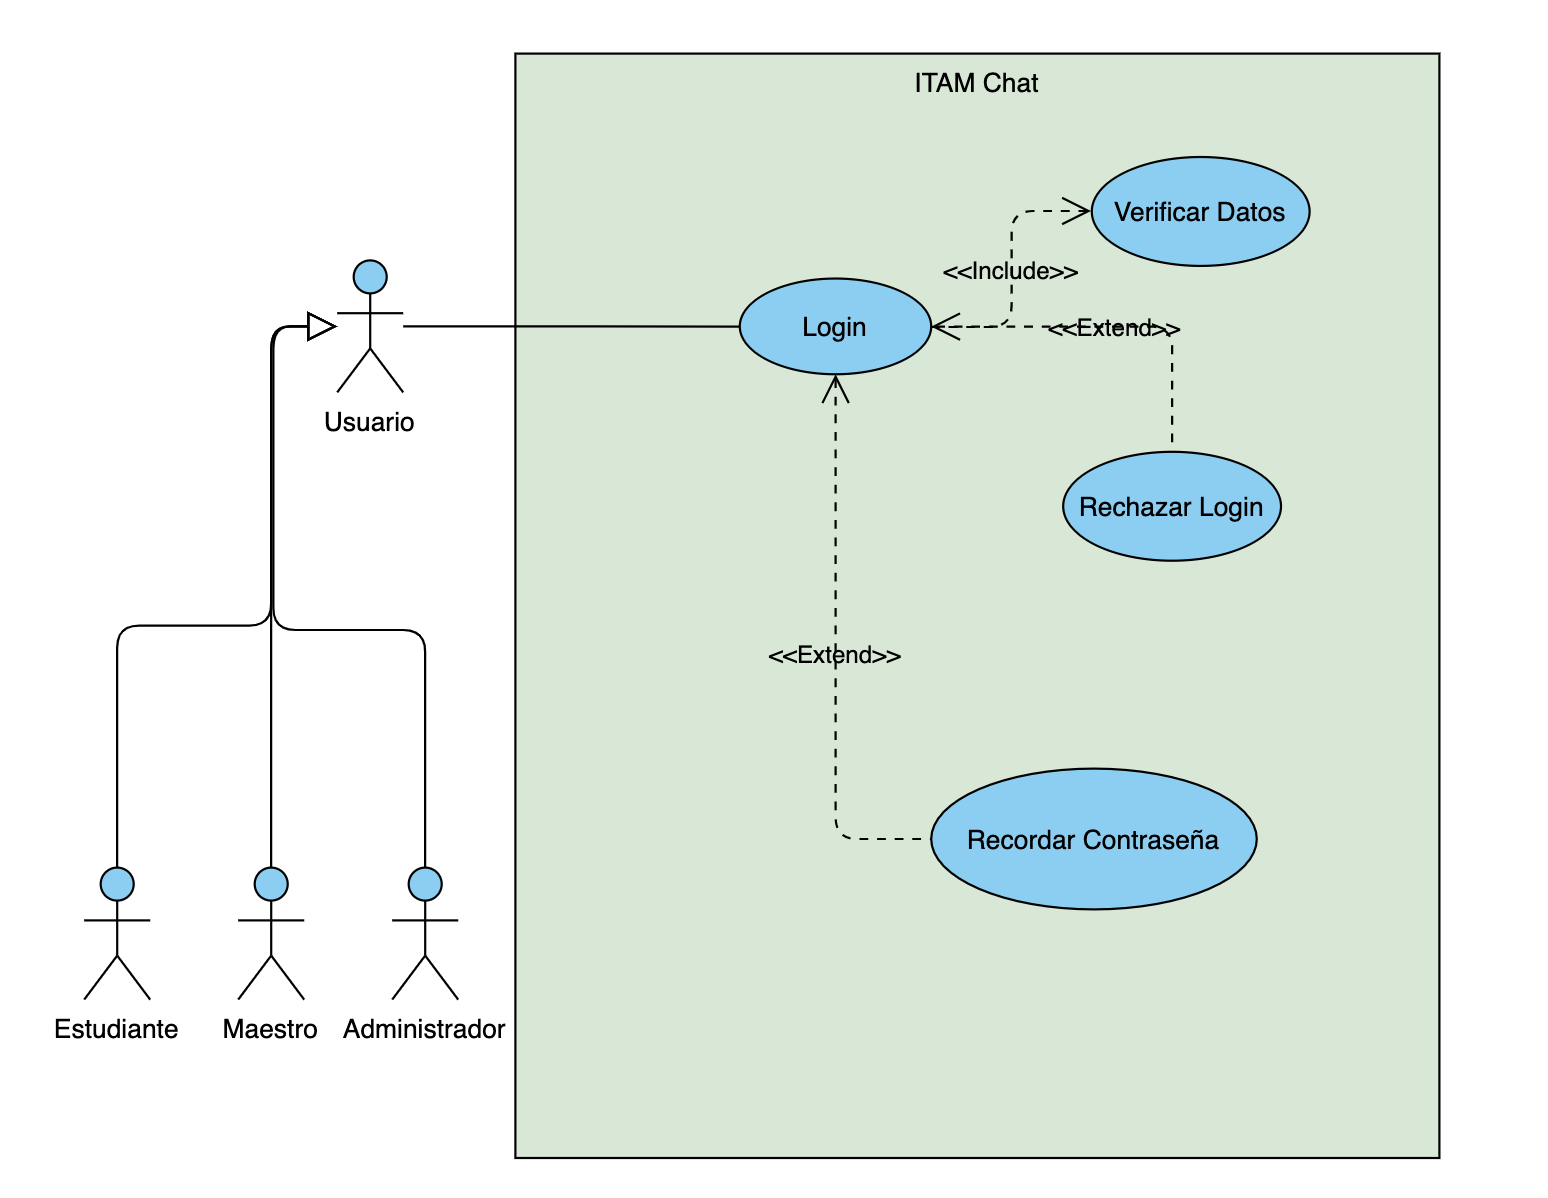 ITAM Chat
Verificar Datos
<<Include>>
Login
<<Extend>>
Usuario
Rechazar Login
<<Extend>>
Recordar Contraseña
Estudiante
Maestro
Administrador